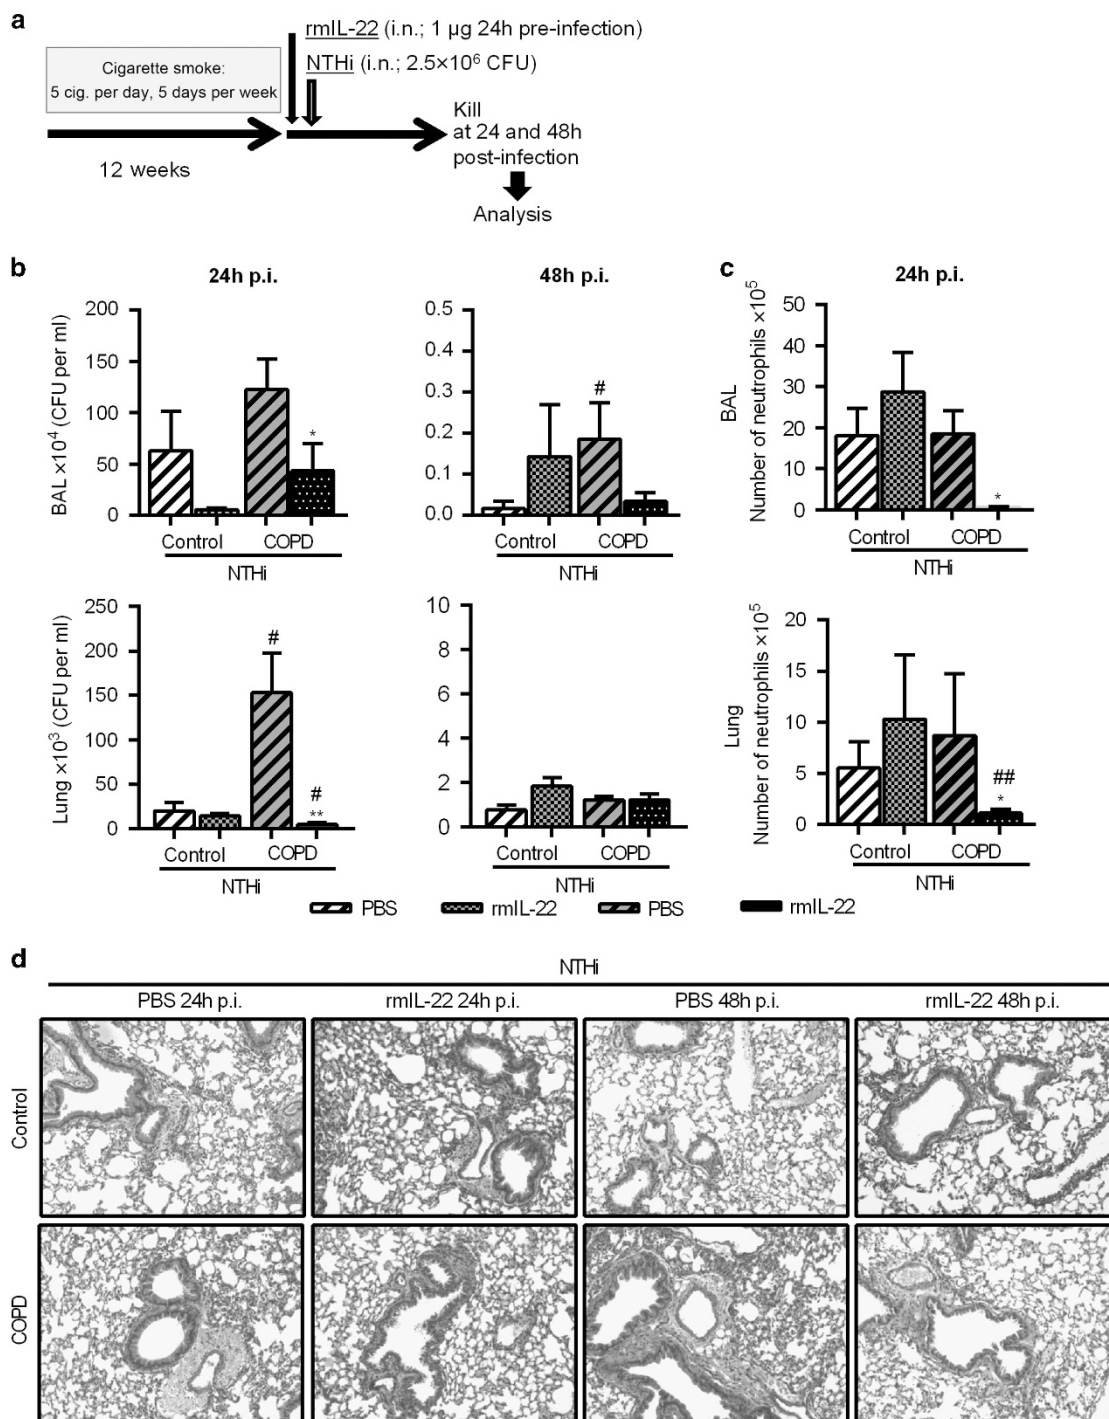 a
rmIL-22 (i.n.; 1 µg 24h pre-infection)
NTHi (i.n.; 2.5×10⁶ CFU)
Cigarette smoke:
5 cig. per day, 5 days per week
12 weeks
Kill
at 24 and 48h
post-infection
Analysis
b
24h p.i.
BAL ×10⁴ (CFU per ml)
200
150
100
50
0
*
Control
COPD
NTHi
48h p.i.
0.5
0.4
0.3
0.2
0.1
0.0
#
Control
COPD
NTHi
c
24h p.i.
BAL
Number of neutrophils ×10⁵
50
40
30
20
10
0
*
Control
COPD
NTHi
Lung ×10³ (CFU per ml)
250
200
150
100
50
0
#
#
**
Control
COPD
NTHi
10
8
6
4
2
0
Control
COPD
NTHi
Lung
Number of neutrophils ×10⁵
20
15
10
5
0
##
*
Control
COPD
NTHi
PBS
rmIL-22
PBS
rmIL-22
d
NTHi
PBS 24h p.i.
rmIL-22 24h p.i.
PBS 48h p.i.
rmIL-22 48h p.i.
Control
COPD